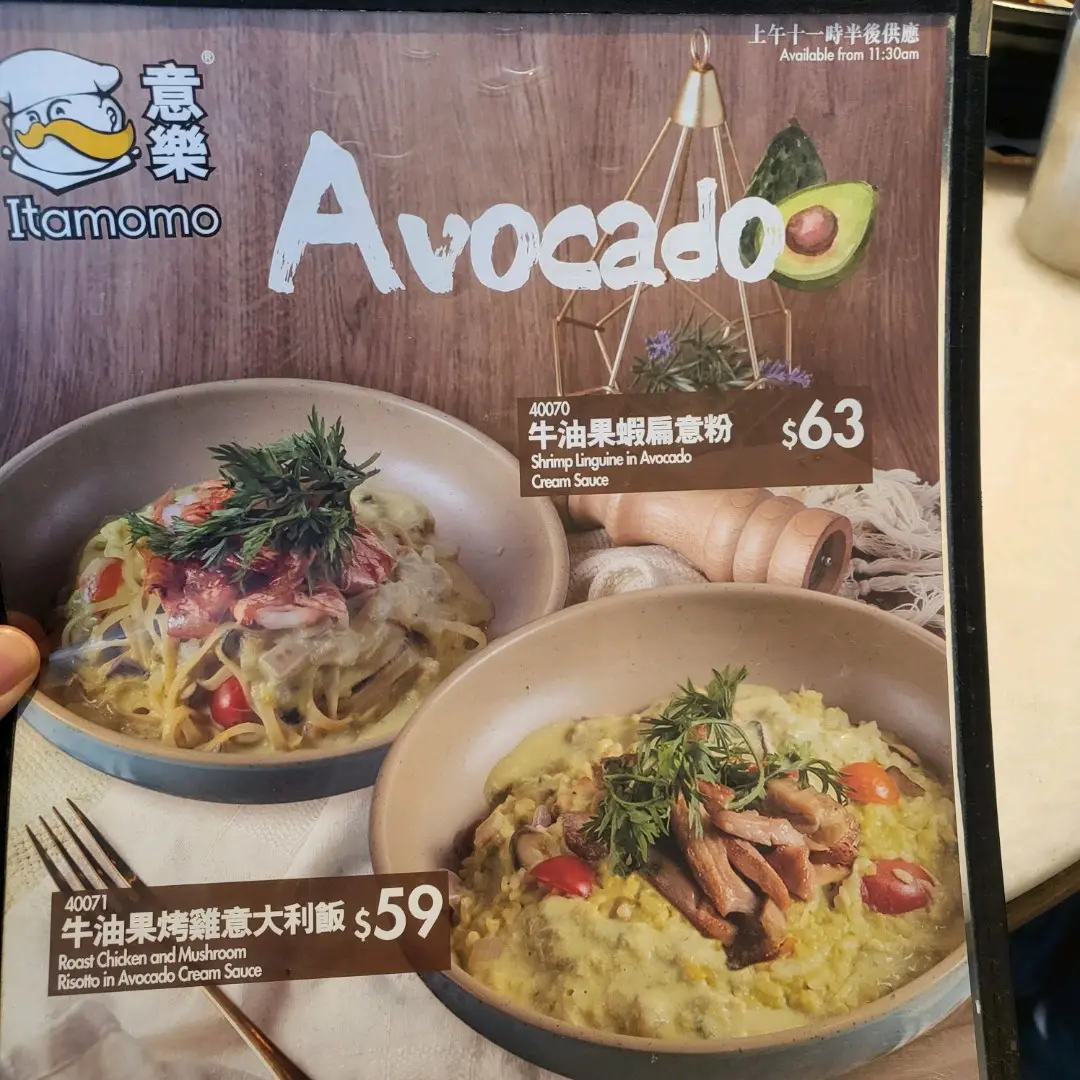 上午十一時半後供應
Available from 11:30am
意樂®
Itamomo
Avocado
40070
牛油果蝦扁意粉 $63
Shrimp Linguine in Avocado
Cream Sauce
40071
牛油果烤雞意大利飯 $59
Roast Chicken and Mushroom
Risotto in Avocado Cream Sauce